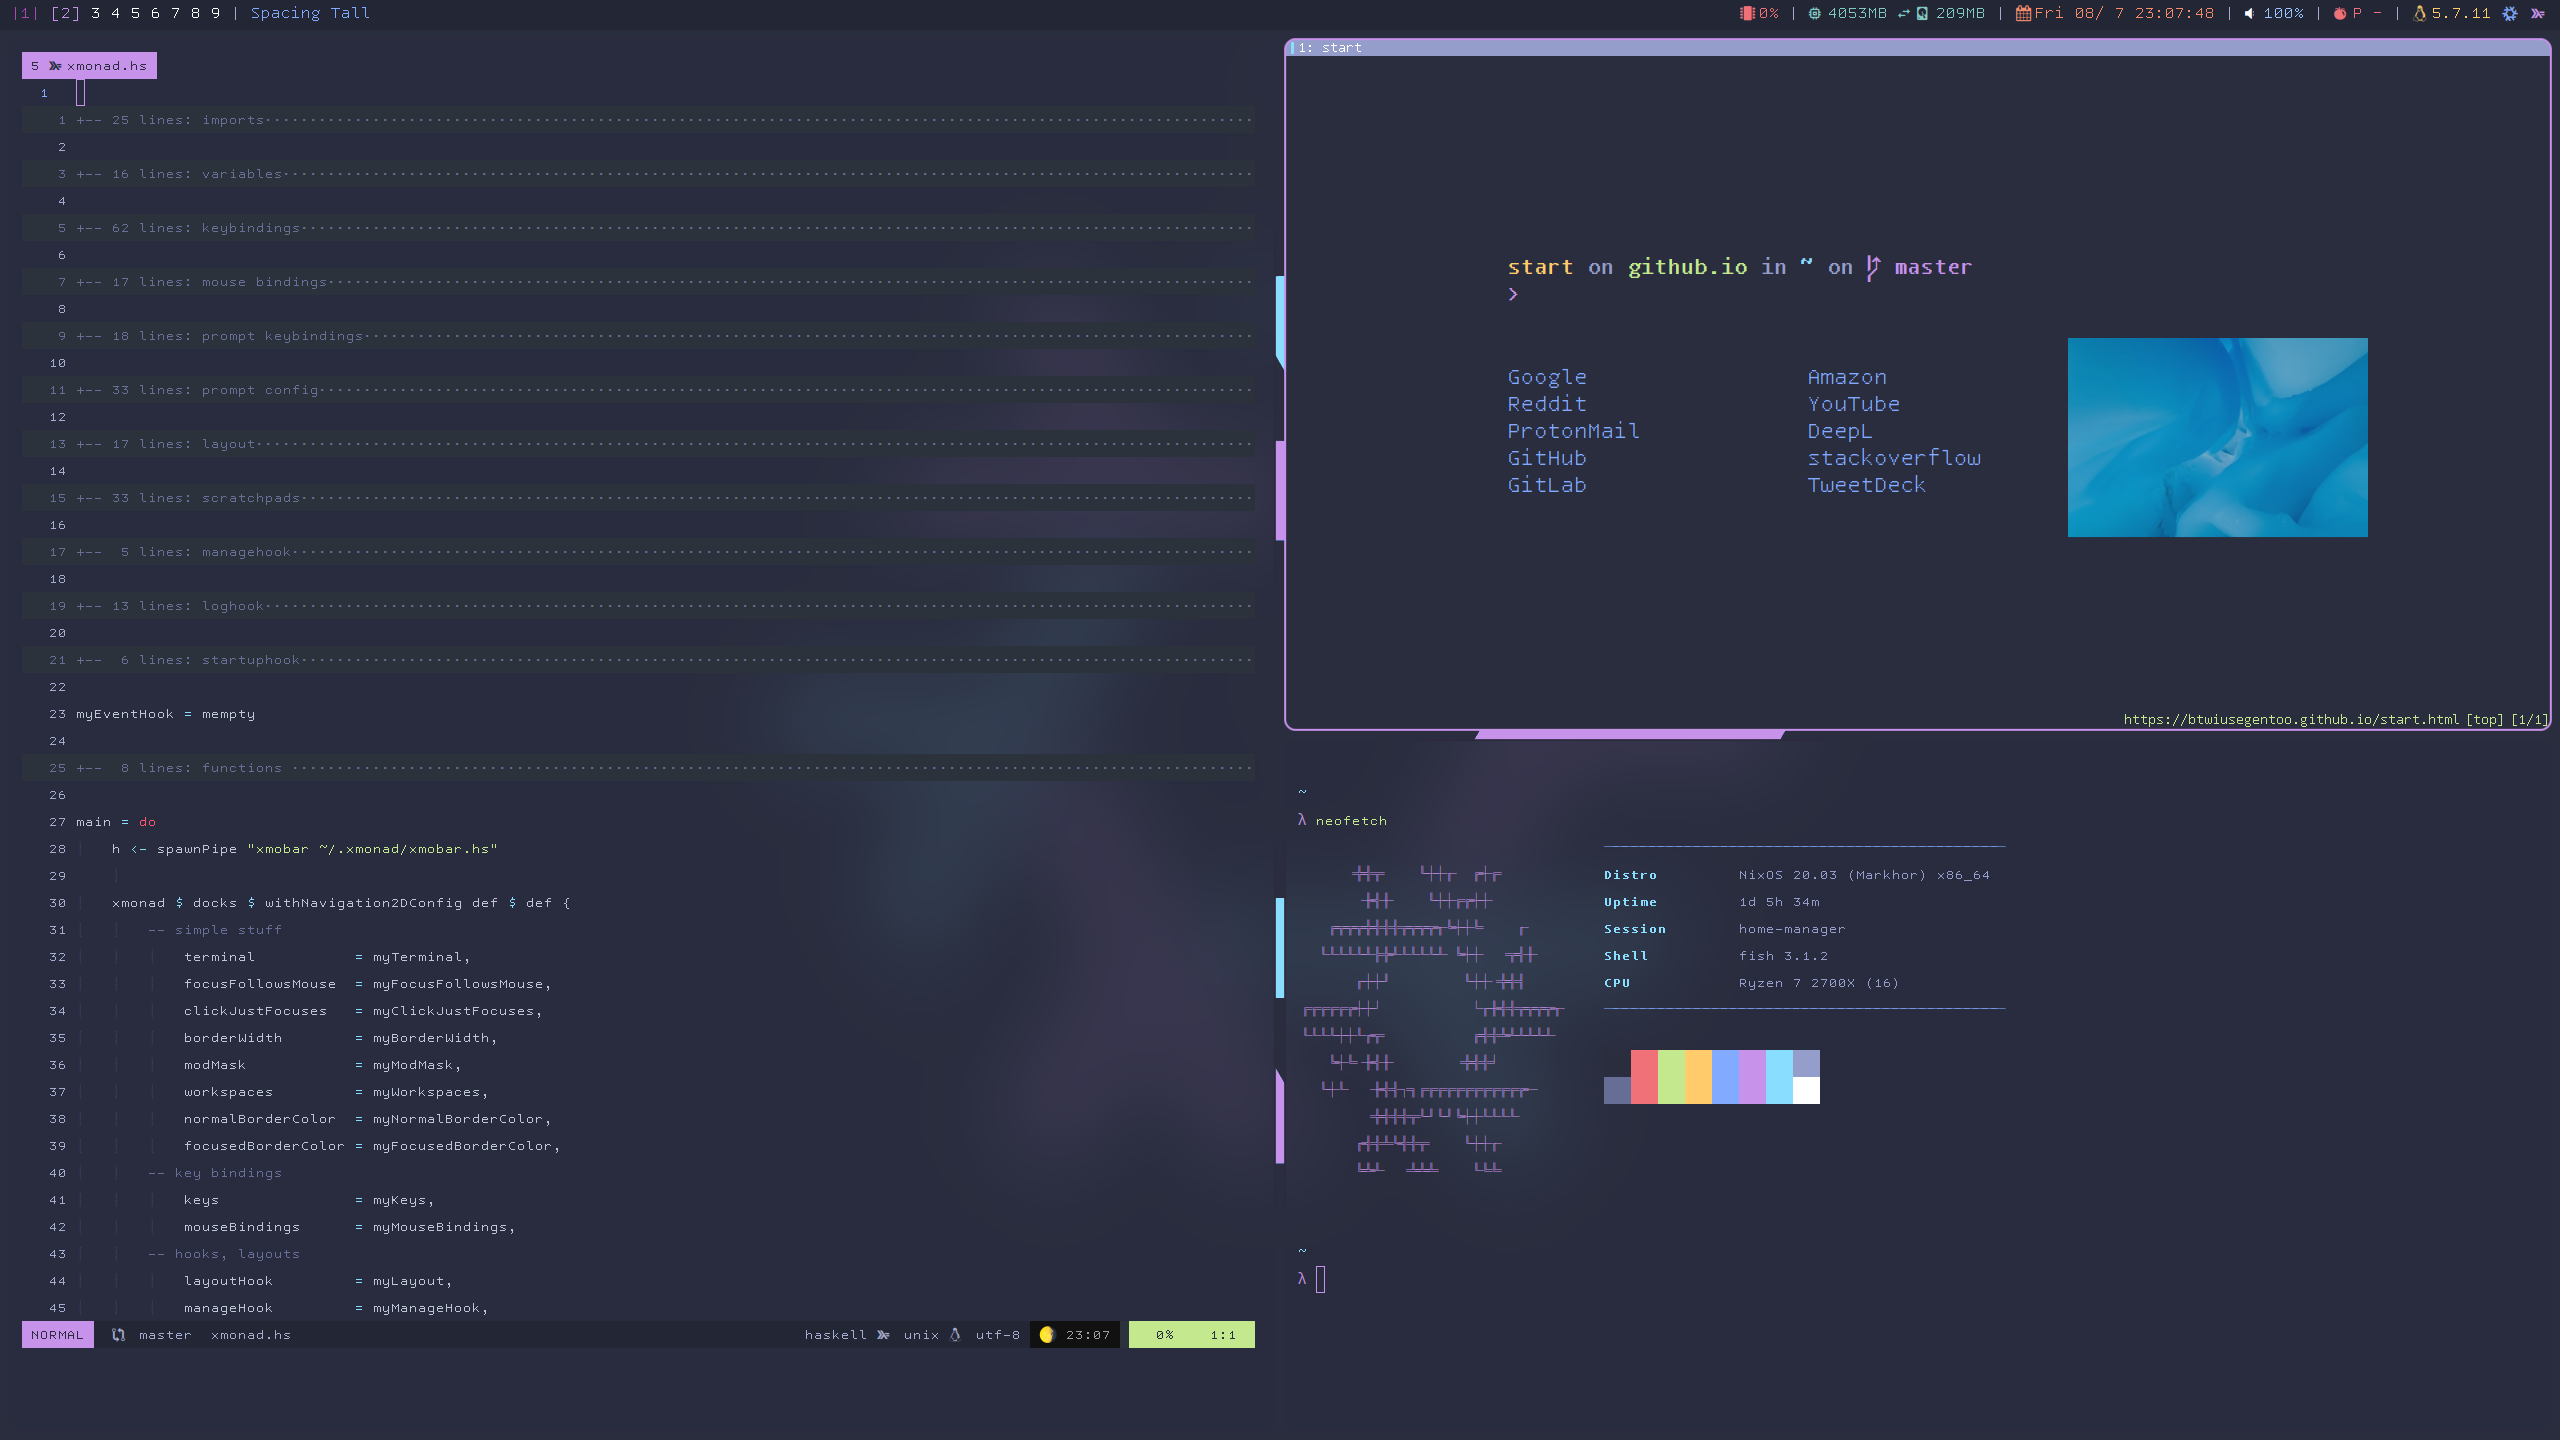 |1| [2] 3 4 5 6 7 8 9 | Spacing Tall
0% | 4053MB 209MB | Fri 08/ 7 23:07:48 | 100% | P - | 5.7.11
5 xmonad.hs
1
1 +-- 25 lines: imports
2
3 +-- 16 lines: variables
4
5 +-- 62 lines: keybindings
6
7 +-- 17 lines: mouse bindings
8
9 +-- 18 lines: prompt keybindings
10
11 +-- 33 lines: prompt config
12
13 +-- 17 lines: layout
14
15 +-- 33 lines: scratchpads
16
17 +--  5 lines: managehook
18
19 +-- 13 lines: loghook
20
21 +--  6 lines: startuphook
22
23 myEventHook = mempty
24
25 +--  8 lines: functions
26
27 main = do
28 h <- spawnPipe "xmobar ~/.xmonad/xmobar.hs"
29
30 xmonad $ docks $ withNavigation2DConfig def $ def {
31 -- simple stuff
32 terminal = myTerminal,
33 focusFollowsMouse = myFocusFollowsMouse,
34 clickJustFocuses = myClickJustFocuses,
35 borderWidth = myBorderWidth,
36 modMask = myModMask,
37 workspaces = myWorkspaces,
38 normalBorderColor = myNormalBorderColor,
39 focusedBorderColor = myFocusedBorderColor,
40 -- key bindings
41 keys = myKeys,
42 mouseBindings = myMouseBindings,
43 -- hooks, layouts
44 layoutHook = myLayout,
45 manageHook = myManageHook,
NORMAL master xmonad.hs haskell unix utf-8 23:07 0% 1:1
1: start
start on github.io in ~ on master
>
Google Amazon
Reddit YouTube
ProtonMail DeepL
GitHub stackoverflow
GitLab TweetDeck
https://btwiusegentoo.github.io/start.html [top] [1/1]
~
λ neofetch
Distro NixOS 20.03 (Markhor) x86_64
Uptime 1d 5h 34m
Session home-manager
Shell fish 3.1.2
CPU Ryzen 7 2700X (16)
~
λ